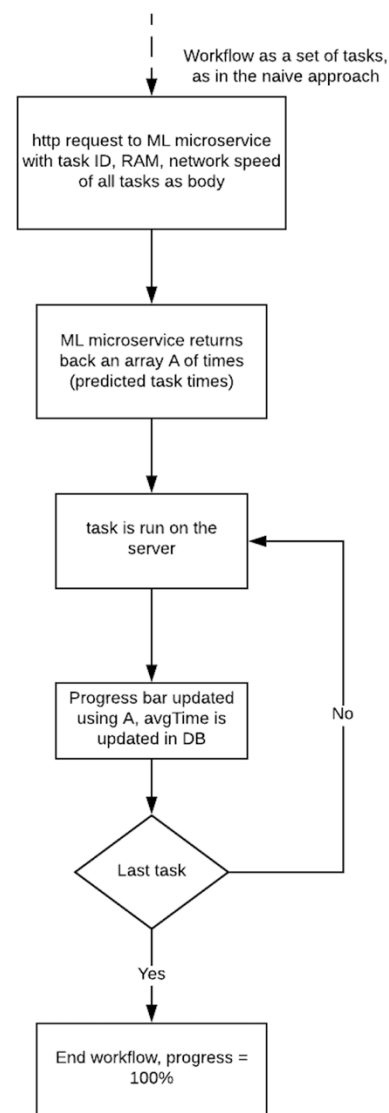 Workflow as a set of tasks,
as in the naive approach
http request to ML microservice
with task ID, RAM, network speed
of all tasks as body
ML microservice returns
back an array A of times
(predicted task times)
task is run on the
server
Progress bar updated
using A, avgTime is
updated in DB
No
Last task
Yes
End workflow, progress =
100%